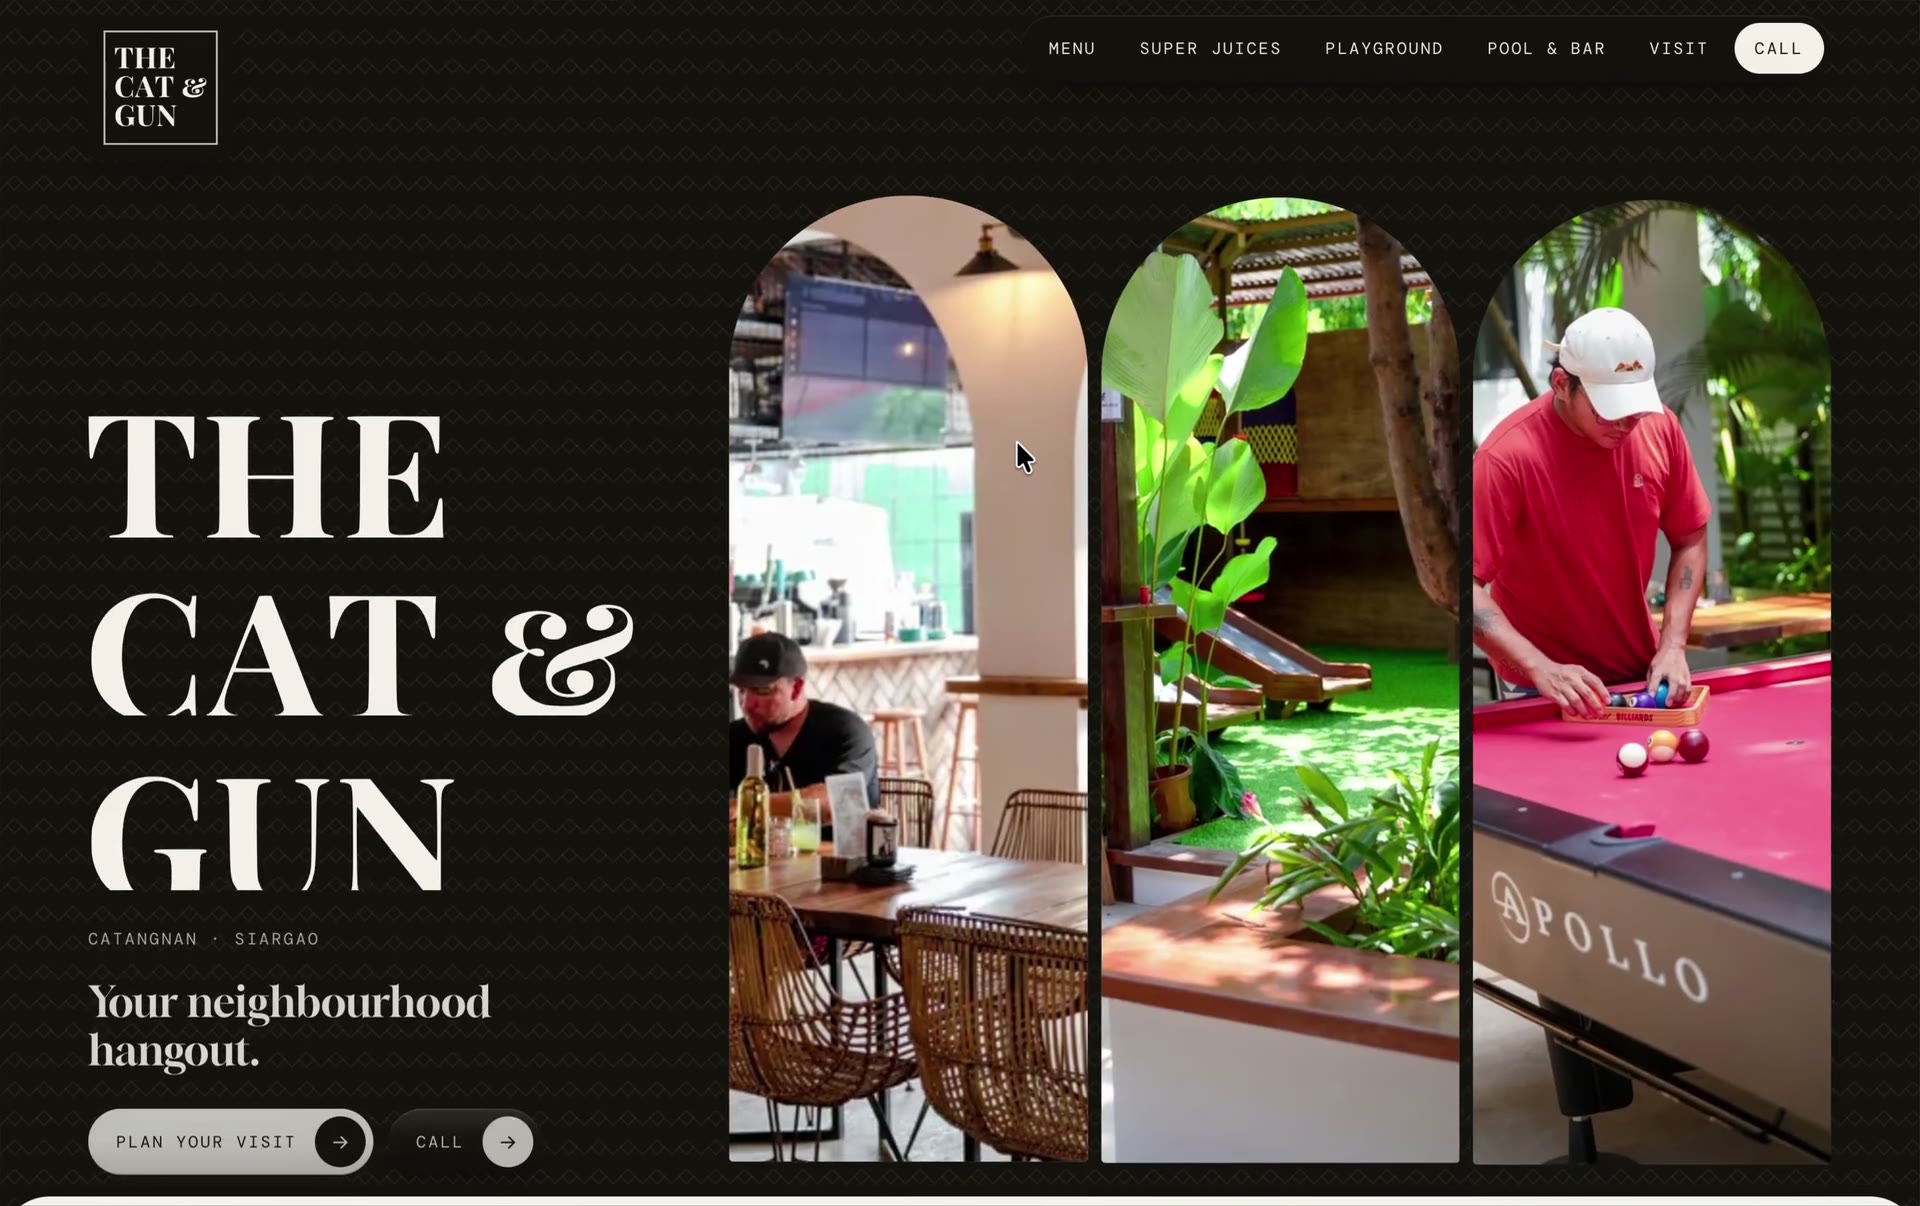 THE
CAT &
GUN
MENU SUPER JUICES PLAYGROUND POOL & BAR VISIT CALL
THE
CAT &
GUN
CATANGNAN · SIARGAO
Your neighbourhood
hangout.
PLAN YOUR VISIT → CALL →
BILLIARDS
APOLLO